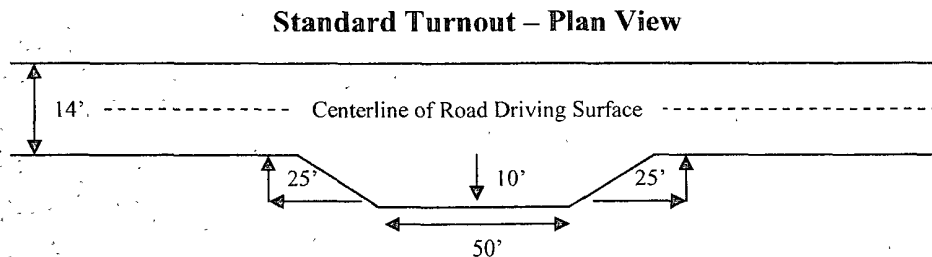 Standard Turnout – Plan View
14' Centerline of Road Driving Surface
25' 10' 25'
50'